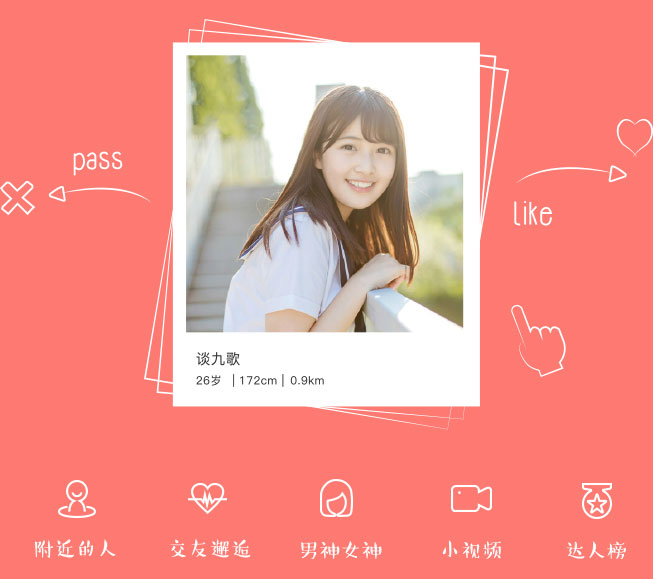 pass
like
谈九歌
26岁 | 172cm | 0.9km
附近的人 交友邂逅 男神女神 小视频 达人榜